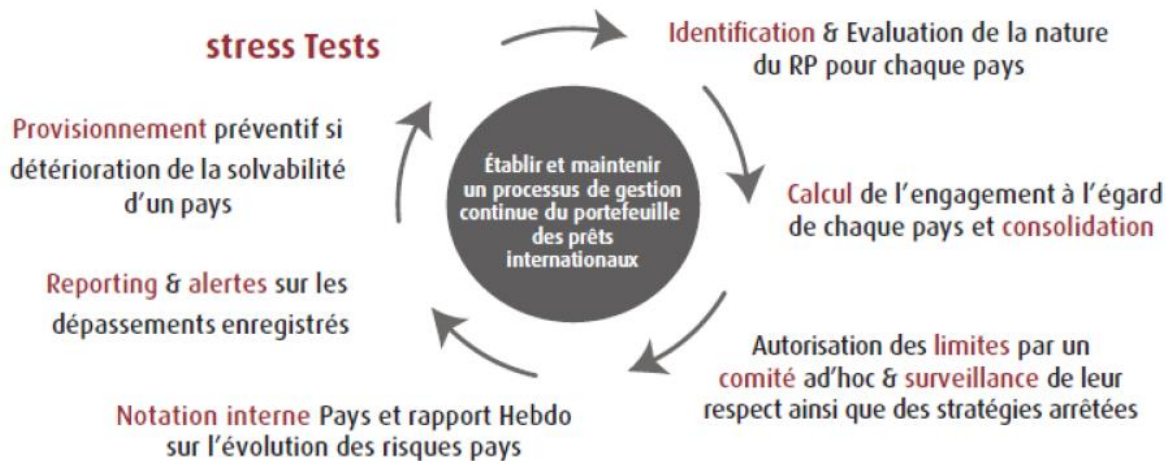 stress Tests
Identification & Evaluation de la nature
du RP pour chaque pays
Calcul de l'engagement à l'égard
de chaque pays et consolidation
Autorisation des limites par un
comité ad'hoc & surveillance de leur
respect ainsi que des stratégies arrêtées
Notation interne Pays et rapport Hebdo
sur l'évolution des risques pays
Reporting & alertes sur les
dépassements enregistrés
Provisionnement préventif si
détérioration de la solvabilité
d'un pays
Établir et maintenir
un processus de gestion
continue du portefeuille
des prêts
internationaux